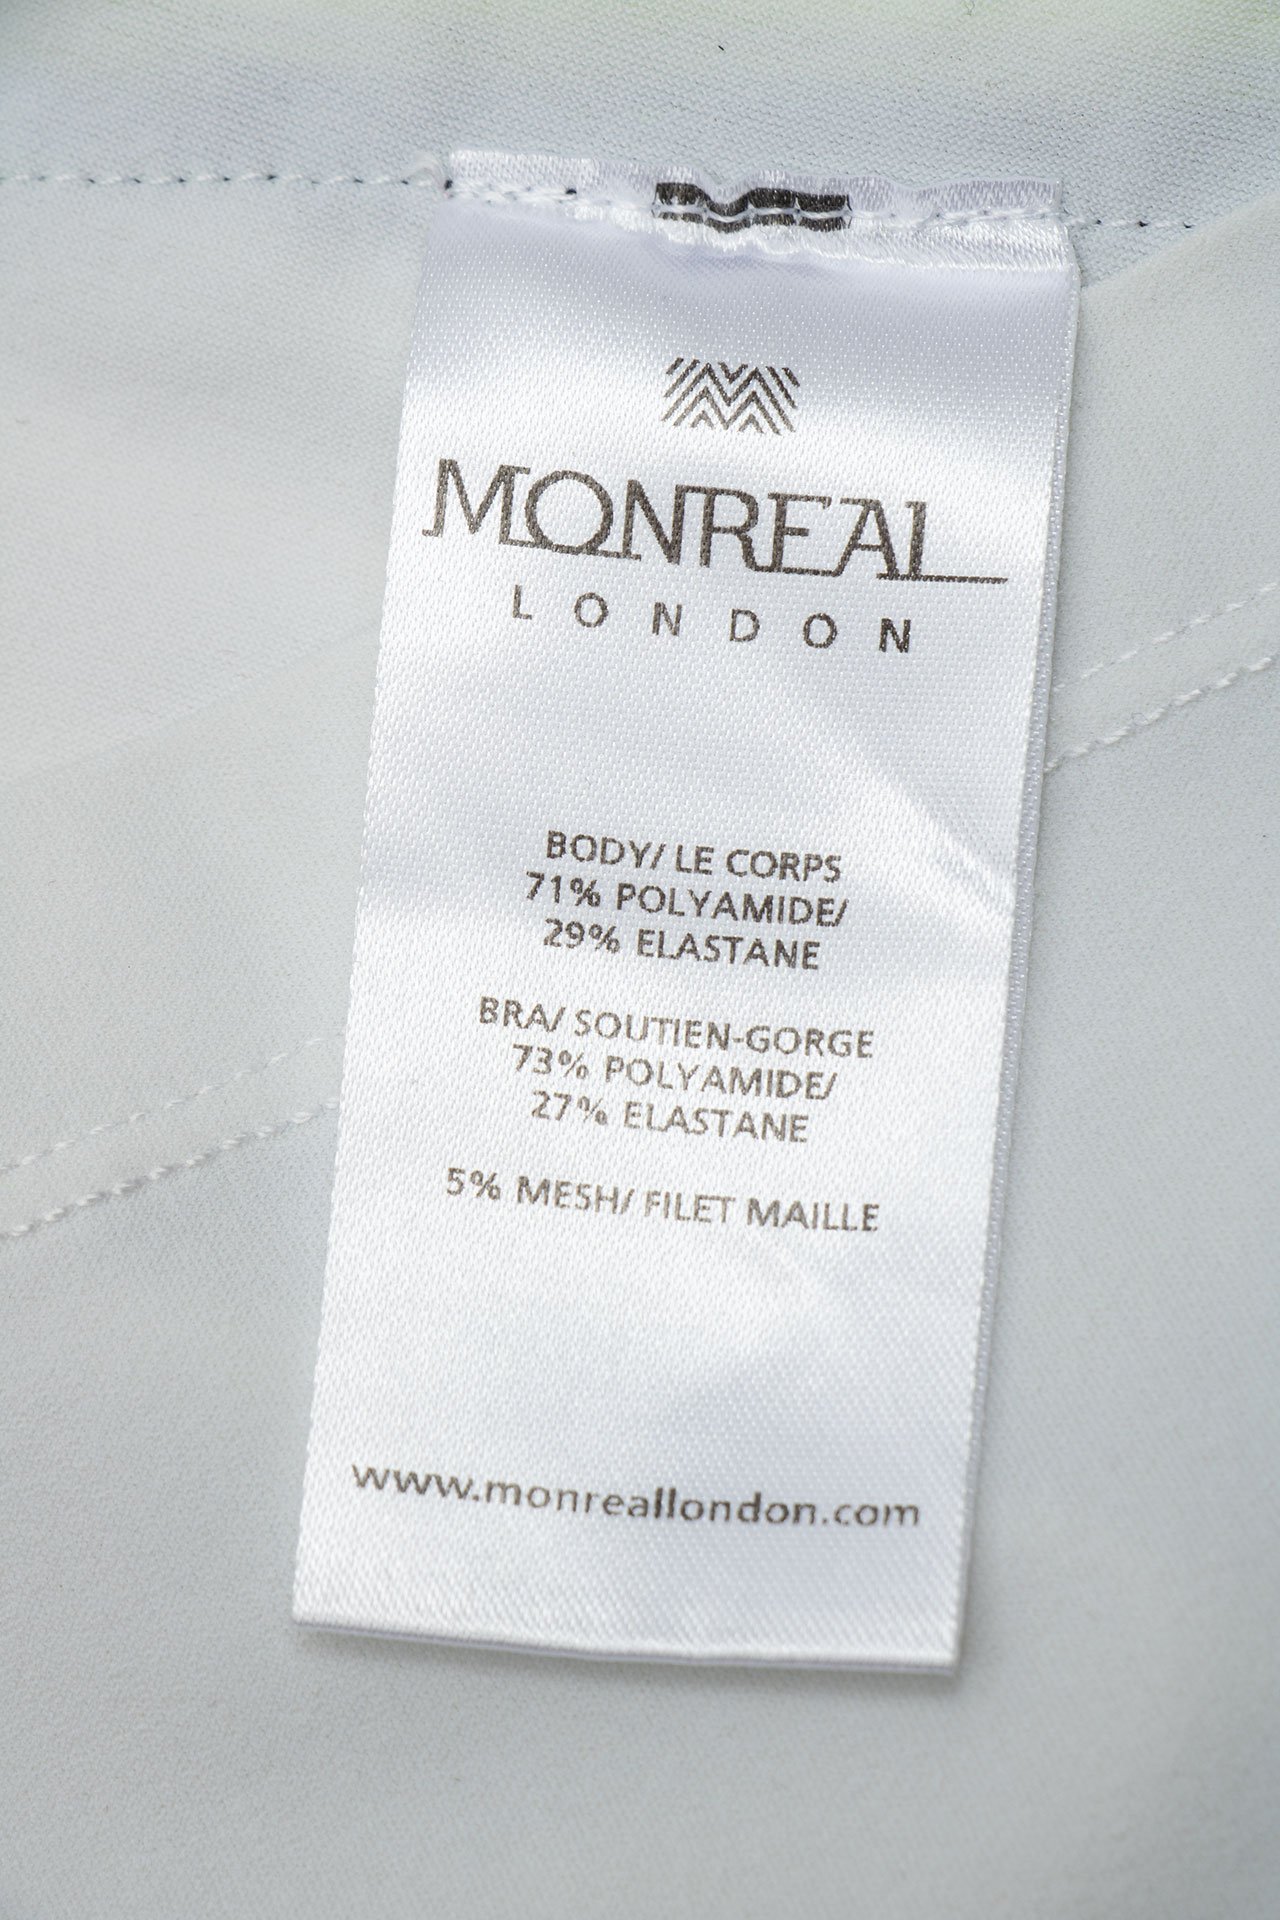 MONREAL
LONDON
BODY/ LE CORPS
71% POLYAMIDE/
29% ELASTANE
BRA/ SOUTIEN-GORGE
73% POLYAMIDE/
27% ELASTANE
5% MESH/ FILET MAILLE
www.monreallondon.com